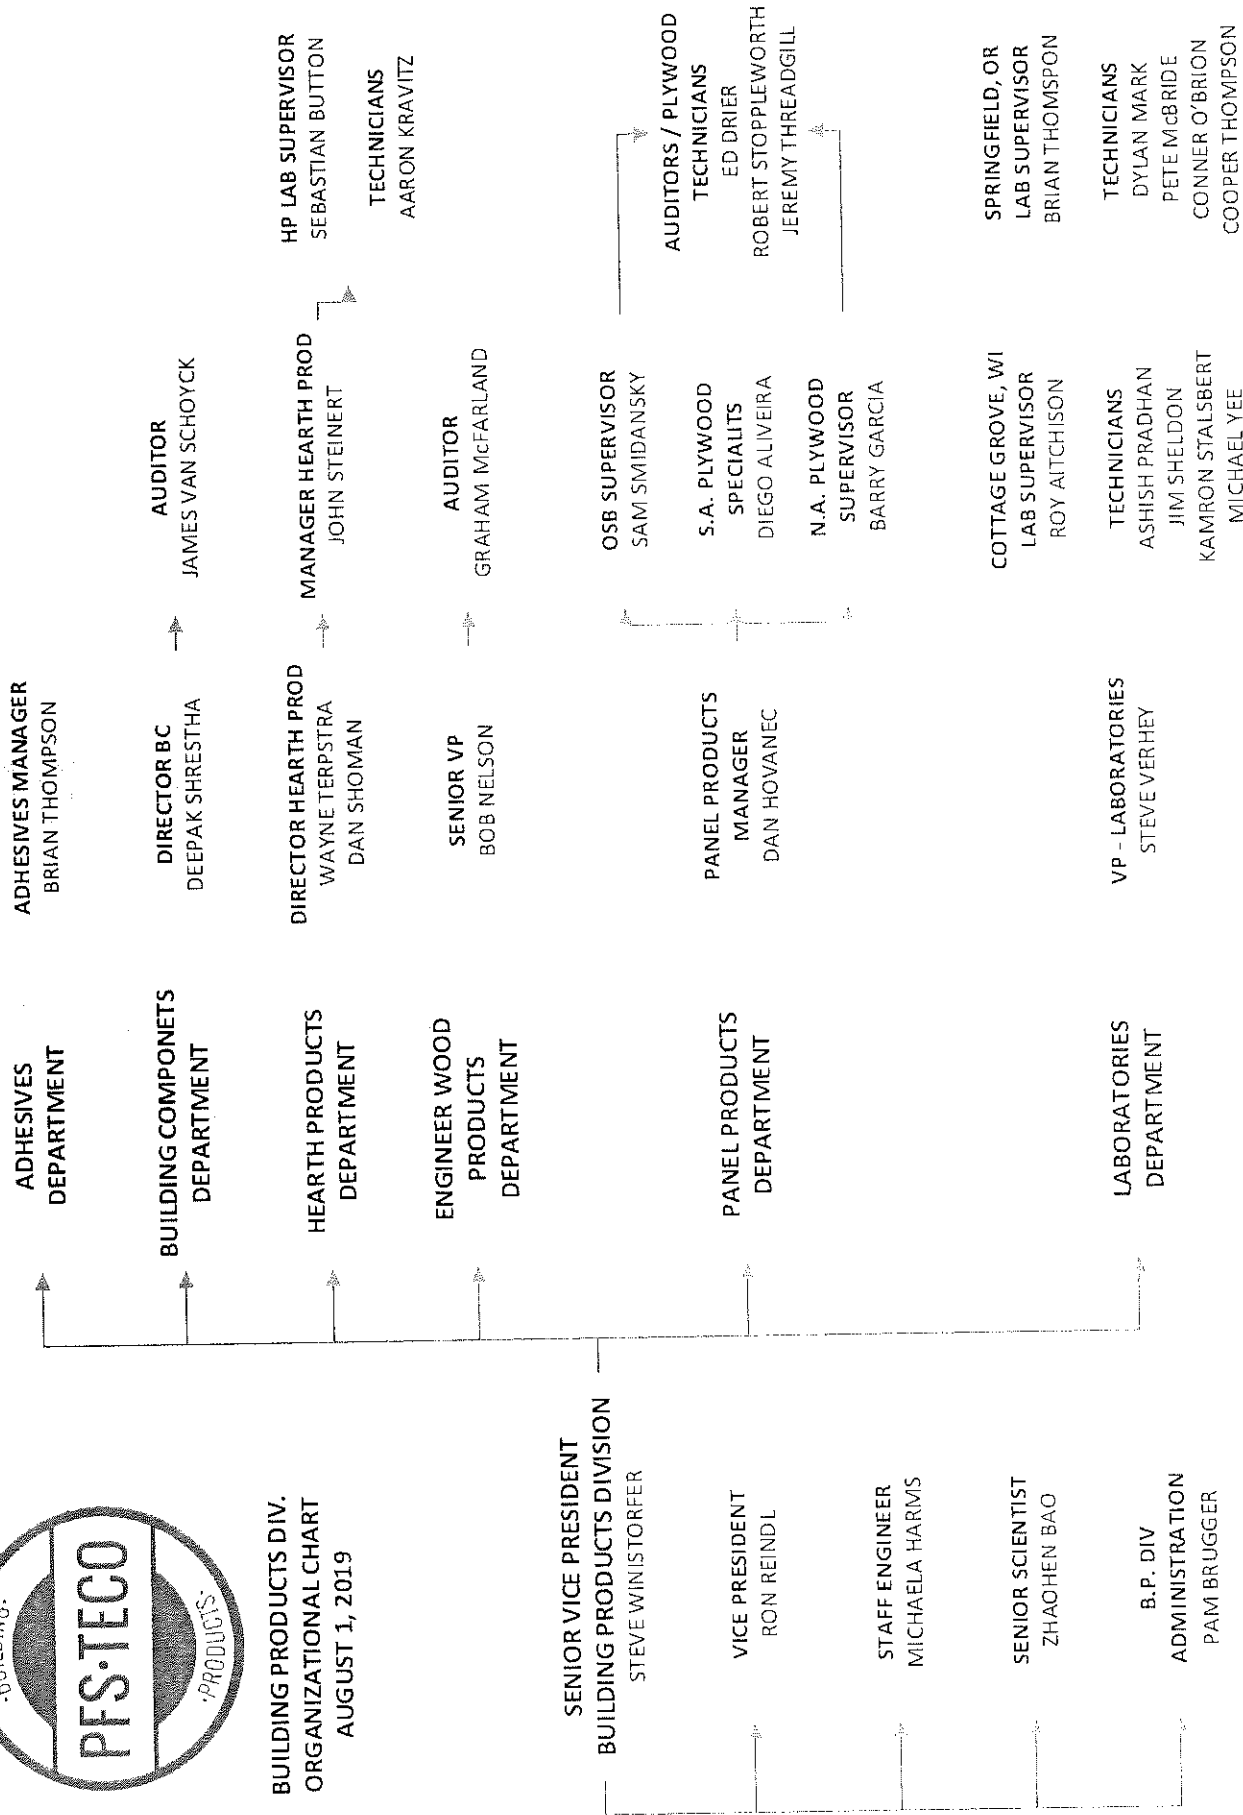 ·BUILDING·
PFS·TECO
·PRODUCTS·
BUILDING PRODUCTS DIV.
ORGANIZATIONAL CHART
AUGUST 1, 2019
SENIOR VICE PRESIDENT
BUILDING PRODUCTS DIVISION
STEVE WINISTORFER
VICE PRESIDENT
RON REINDL
STAFF ENGINEER
MICHAELA HARMS
SENIOR SCIENTIST
ZHAOHEN BAO
B.P. DIV
ADMINISTRATION
PAM BRUGGER
ADHESIVES
DEPARTMENT
ADHESIVES MANAGER
BRIAN THOMPSON
BUILDING COMPONETS
DEPARTMENT
DIRECTOR BC
DEEPAK SHRESTHA
AUDITOR
JAMES VAN SCHOYCK
HEARTH PRODUCTS
DEPARTMENT
DIRECTOR HEARTH PROD
WAYNE TERPSTRA
DAN SHOMAN
MANAGER HEARTH PROD
JOHN STEINERT
HP LAB SUPERVISOR
SEBASTIAN BUTTON
TECHNICIANS
AARON KRAVITZ
ENGINEER WOOD
PRODUCTS
DEPARTMENT
SENIOR VP
BOB NELSON
AUDITOR
GRAHAM McFARLAND
PANEL PRODUCTS
DEPARTMENT
PANEL PRODUCTS
MANAGER
DAN HOVANEC
OSB SUPERVISOR
SAM SMIDANSKY
S.A. PLYWOOD
SPECIALITS
DIEGO ALIVEIRA
N.A. PLYWOOD
SUPERVISOR
BARRY GARCIA
AUDITORS / PLYWOOD
TECHNICIANS
ED DRIER
ROBERT STOPPLEWORTH
JEREMY THREADGILL
LABORATORIES
DEPARTMENT
VP - LABORATORIES
STEVE VERHEY
COTTAGE GROVE, WI
LAB SUPERVISOR
ROY AITCHISON
TECHNICIANS
ASHISH PRADHAN
JIM SHELDON
KAMRON STALSBERT
MICHAEL YEE
SPRINGFIELD, OR
LAB SUPERVISOR
BRIAN THOMSPON
TECHNICIANS
DYLAN MARK
PETE McBRIDE
CONNER O'BRION
COOPER THOMPSON